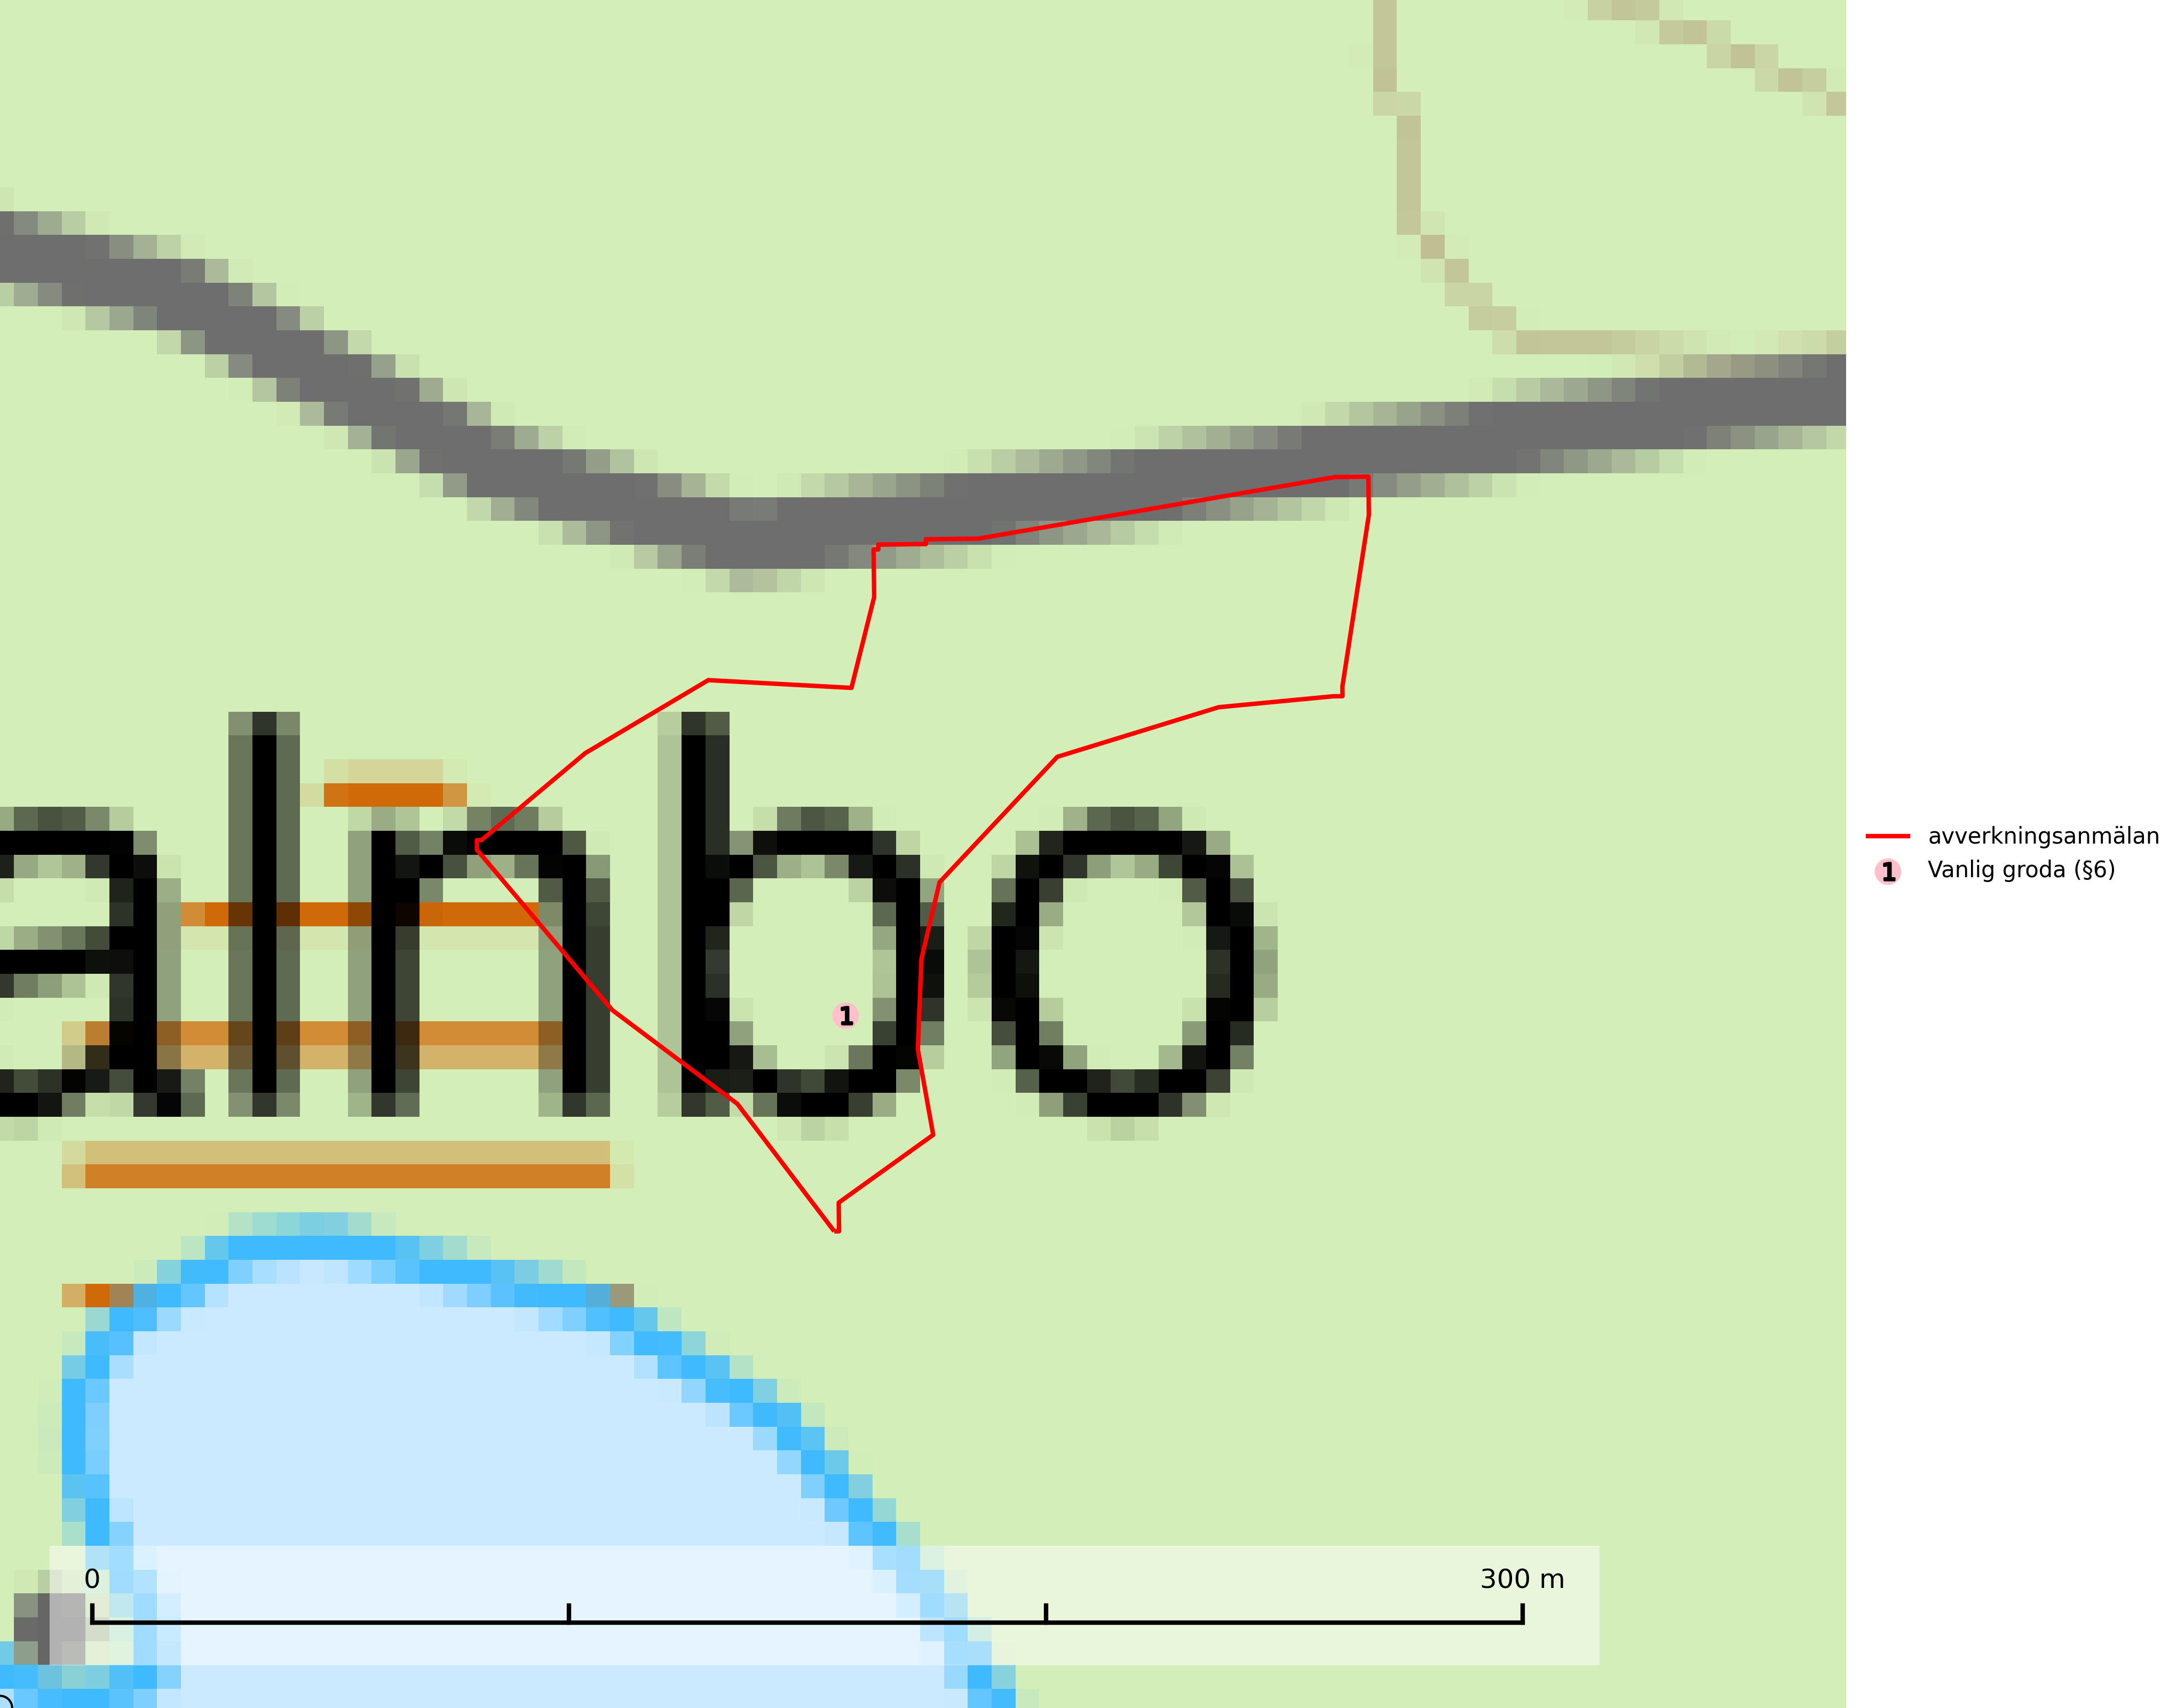 alnbo
1
avverkningsanmälan
1 Vanlig groda (§6)
0 300 m